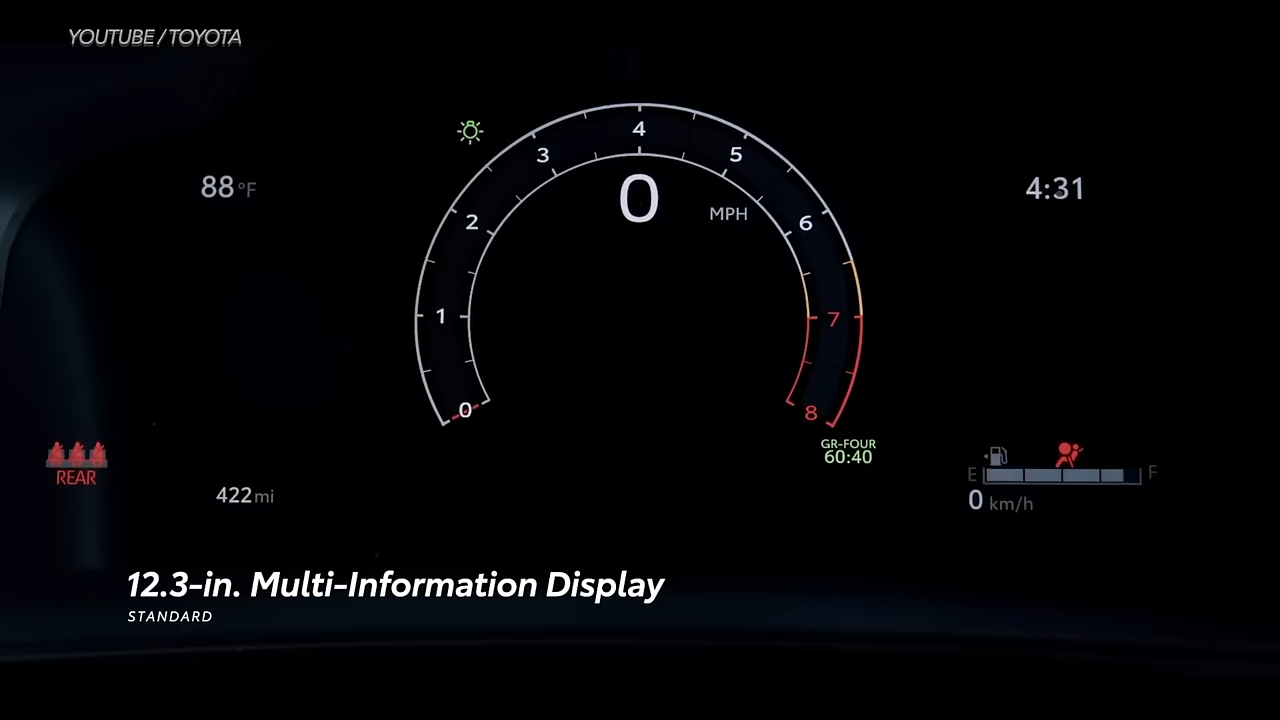 YOUTUBE / TOYOTA
4
3
5
88°F
0
4:31
2
MPH
6
1
7
0
8
GR-FOUR
60:40
REAR
E
F
422 mi
0 km/h
12.3-in. Multi-Information Display
STANDARD